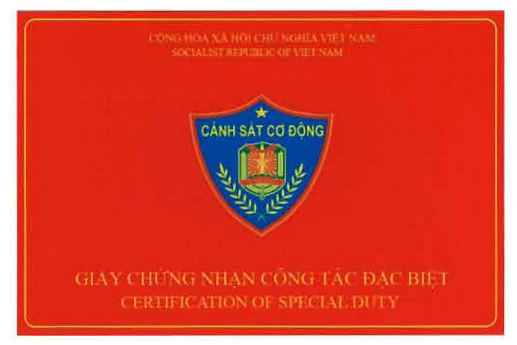 CỘNG HOÀ XÃ HỘI CHỦ NGHĨA VIỆT NAM
SOCIALIST REPUBLIC OF VIET NAM
CẢNH SÁT CƠ ĐỘNG
GIẤY CHỨNG NHẬN CÔNG TÁC ĐẶC BIỆT
CERTIFICATION OF SPECIAL DUTY